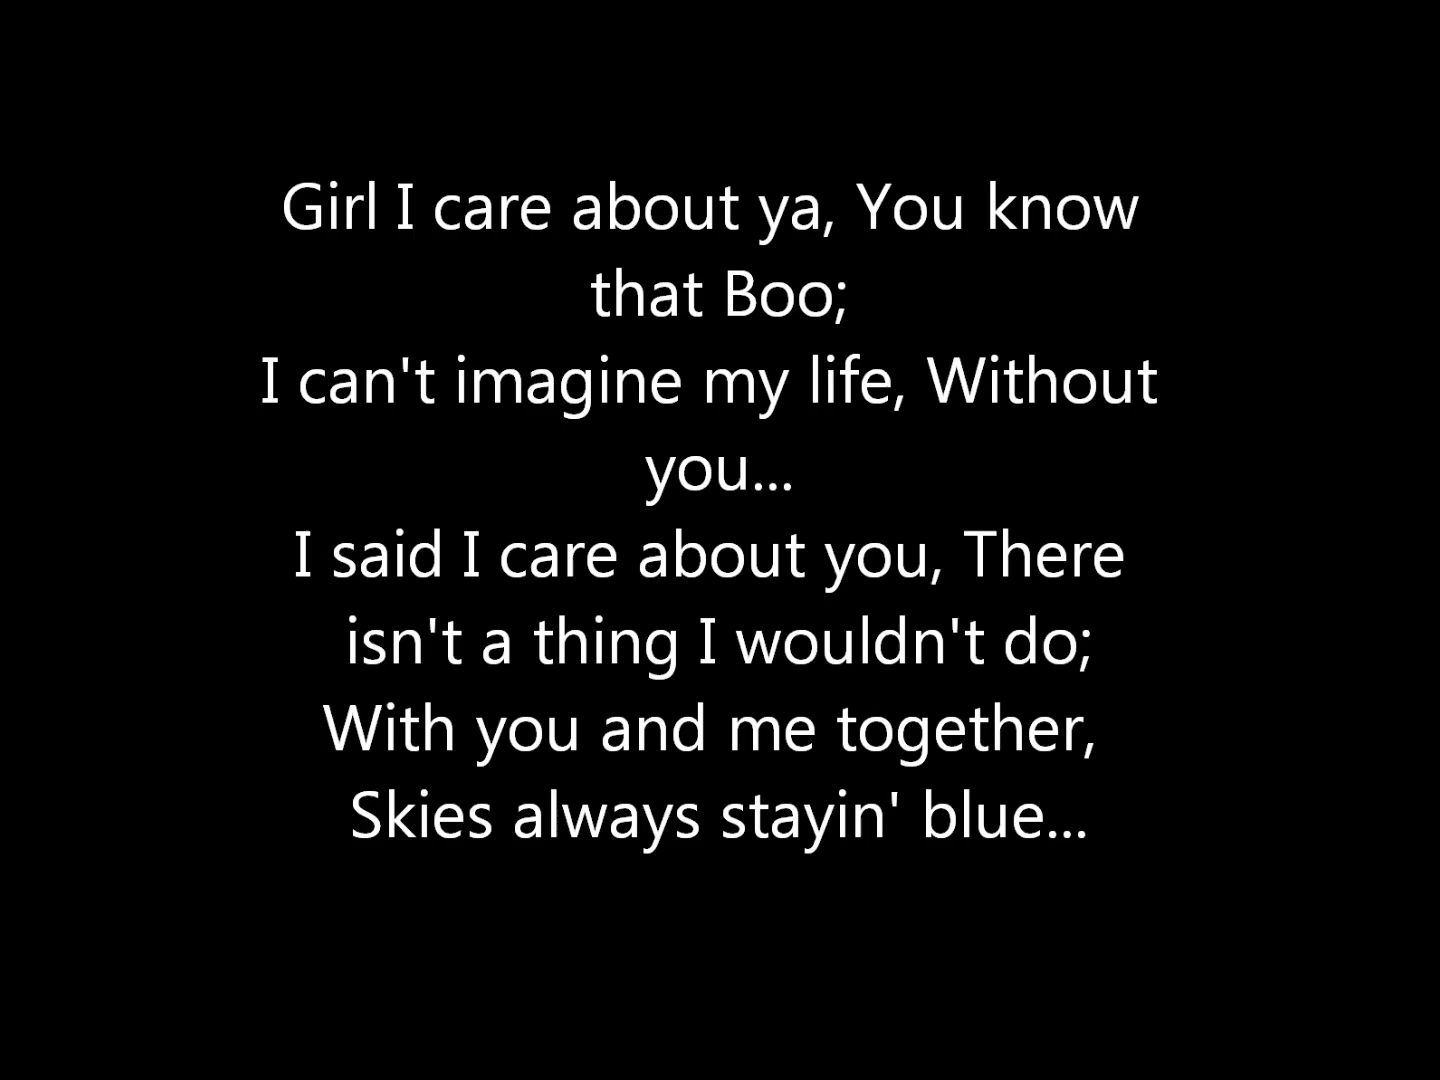 Girl I care about ya, You know
that Boo;
I can't imagine my life, Without
you...
I said I care about you, There
isn't a thing I wouldn't do;
With you and me together,
Skies always stayin' blue...